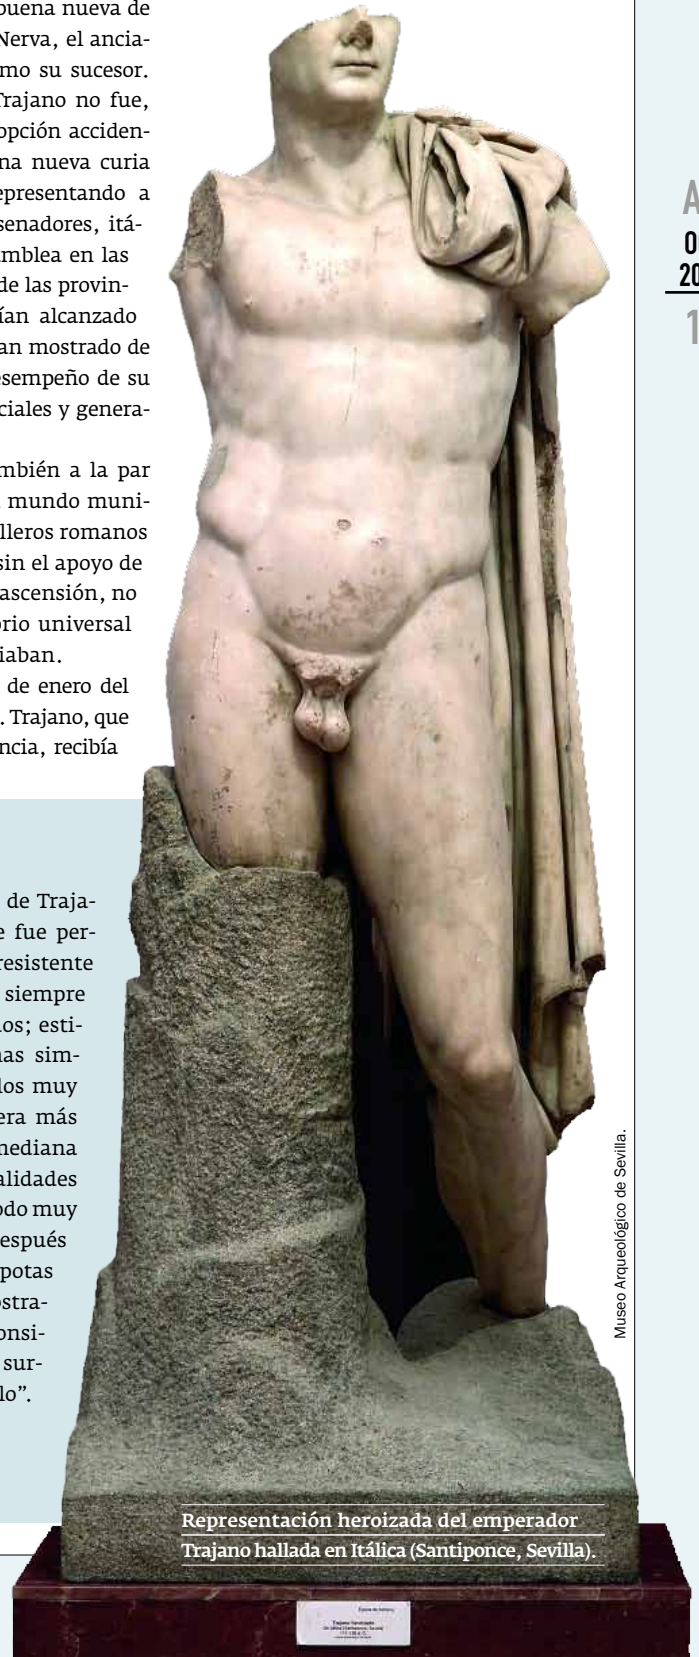 buena nueva de
Nerva, el ancia-
mo su sucesor.
Trajano no fue,
opción acciden-
na nueva curia
epresentando a
senadores, itá-
amblea en las
de las provin-
ían alcanzado
an mostrado de
esempeño de su
ciales y genera-
mbién a la par
mundo muni-
lleros romanos
sin el apoyo de
ascensión, no
orio universal
iaban.
de enero del
. Trajano, que
ncia, recibía
de Traja-
e fue per-
resistente
siempre
os; esti-
nas sim-
los muy
era más
mediana
alidades
odo muy
espués
potas
ostra-
onsi-
sur-
lo”.
A
0
20
1
Museo Arqueológico de Sevilla.
Representación heroizada del emperador
Trajano hallada en Itálica (Santiponce, Sevilla).